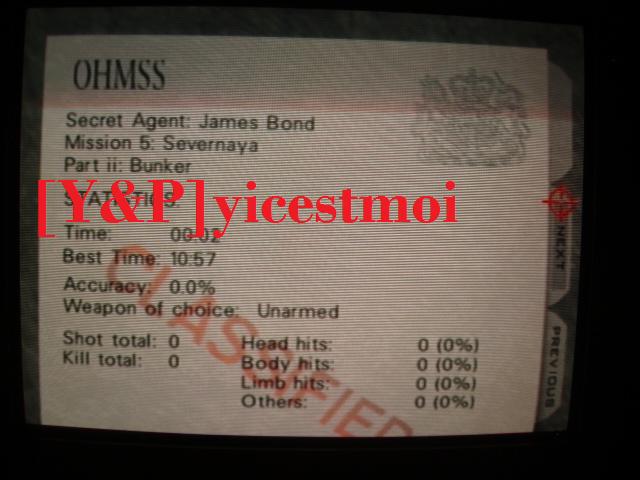 OHMSS
Secret Agent: James Bond
Mission 5: Severnaya
Part ii: Bunker
STATISTICS:
[Y&P],yicestmoi
Time: 00:02
Best Time: 10:57
Accuracy: 0.0%
Weapon of choice: Unarmed
Shot total: 0
Kill total: 0
Head hits: 0 (0%)
Body hits: 0 (0%)
Limb hits: 0 (0%)
Others: 0 (0%)
CLASSIFIED
NEXT
PREVIOUS